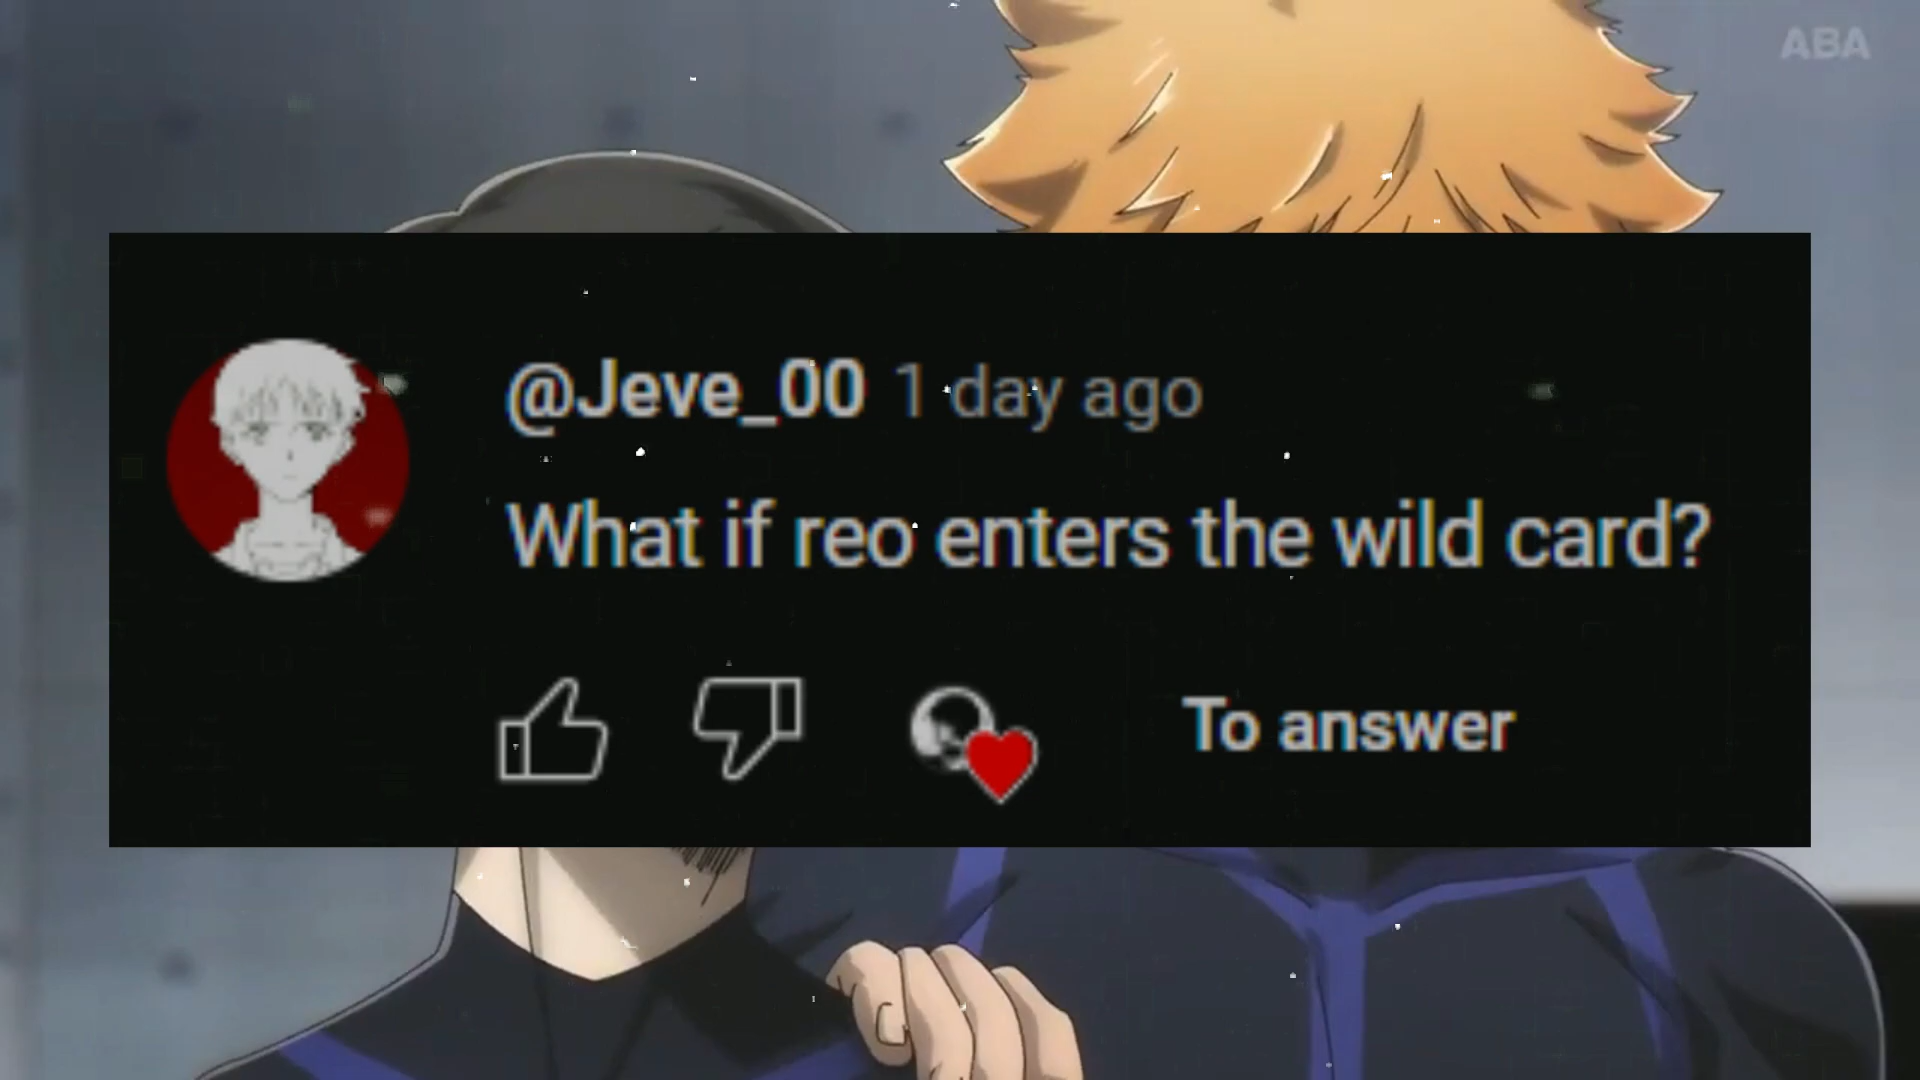 ABA
@Jeve_00 1 day ago
What if reo enters the wild card?
To answer